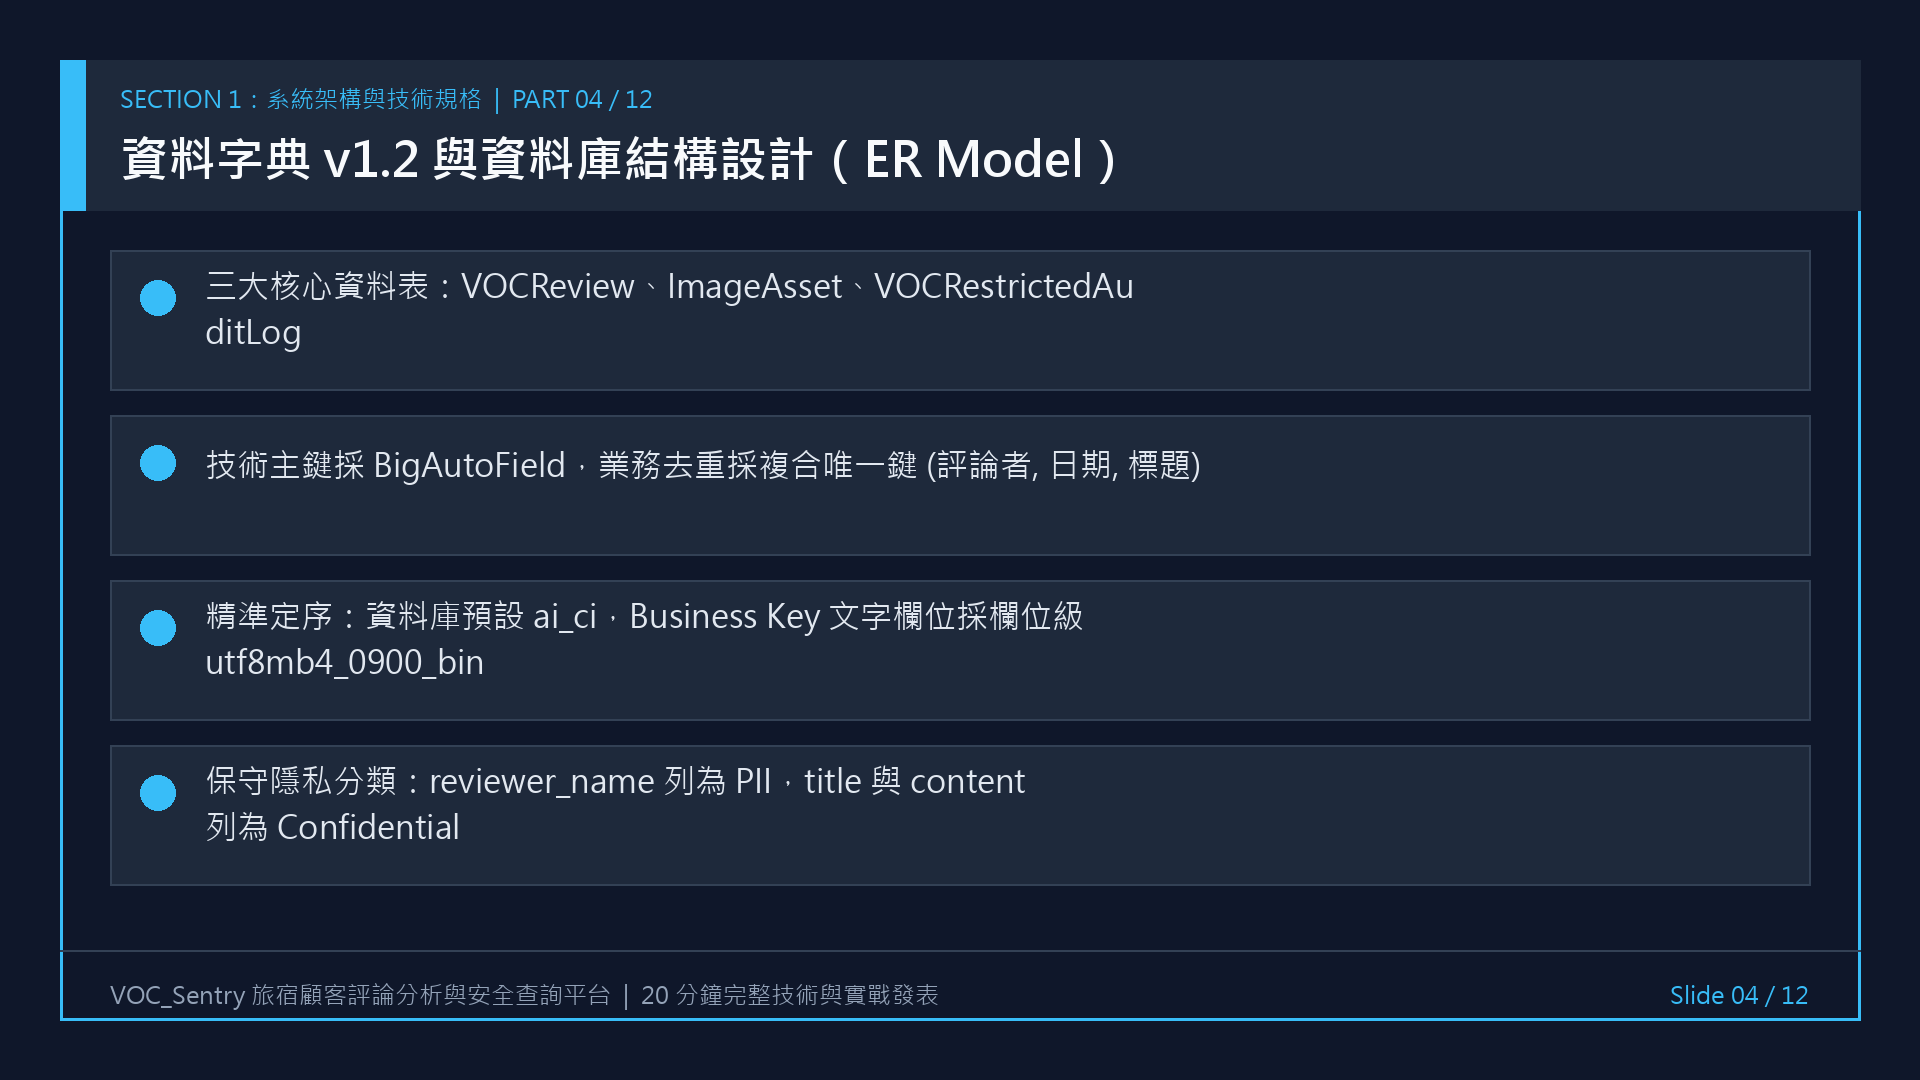 SECTION 1：系統架構與技術規格 | PART 04 / 12
資料字典 v1.2 與資料庫結構設計（ER Model）
三大核心資料表：VOCReview、ImageAsset、VOCRestrictedAu
ditLog
技術主鍵採 BigAutoField，業務去重採複合唯一鍵 (評論者, 日期, 標題)
精準定序：資料庫預設 ai_ci，Business Key 文字欄位採欄位級
utf8mb4_0900_bin
保守隱私分類：reviewer_name 列為 PII，title 與 content
列為 Confidential
VOC_Sentry 旅宿顧客評論分析與安全查詢平台 | 20 分鐘完整技術與實戰發表
Slide 04 / 12